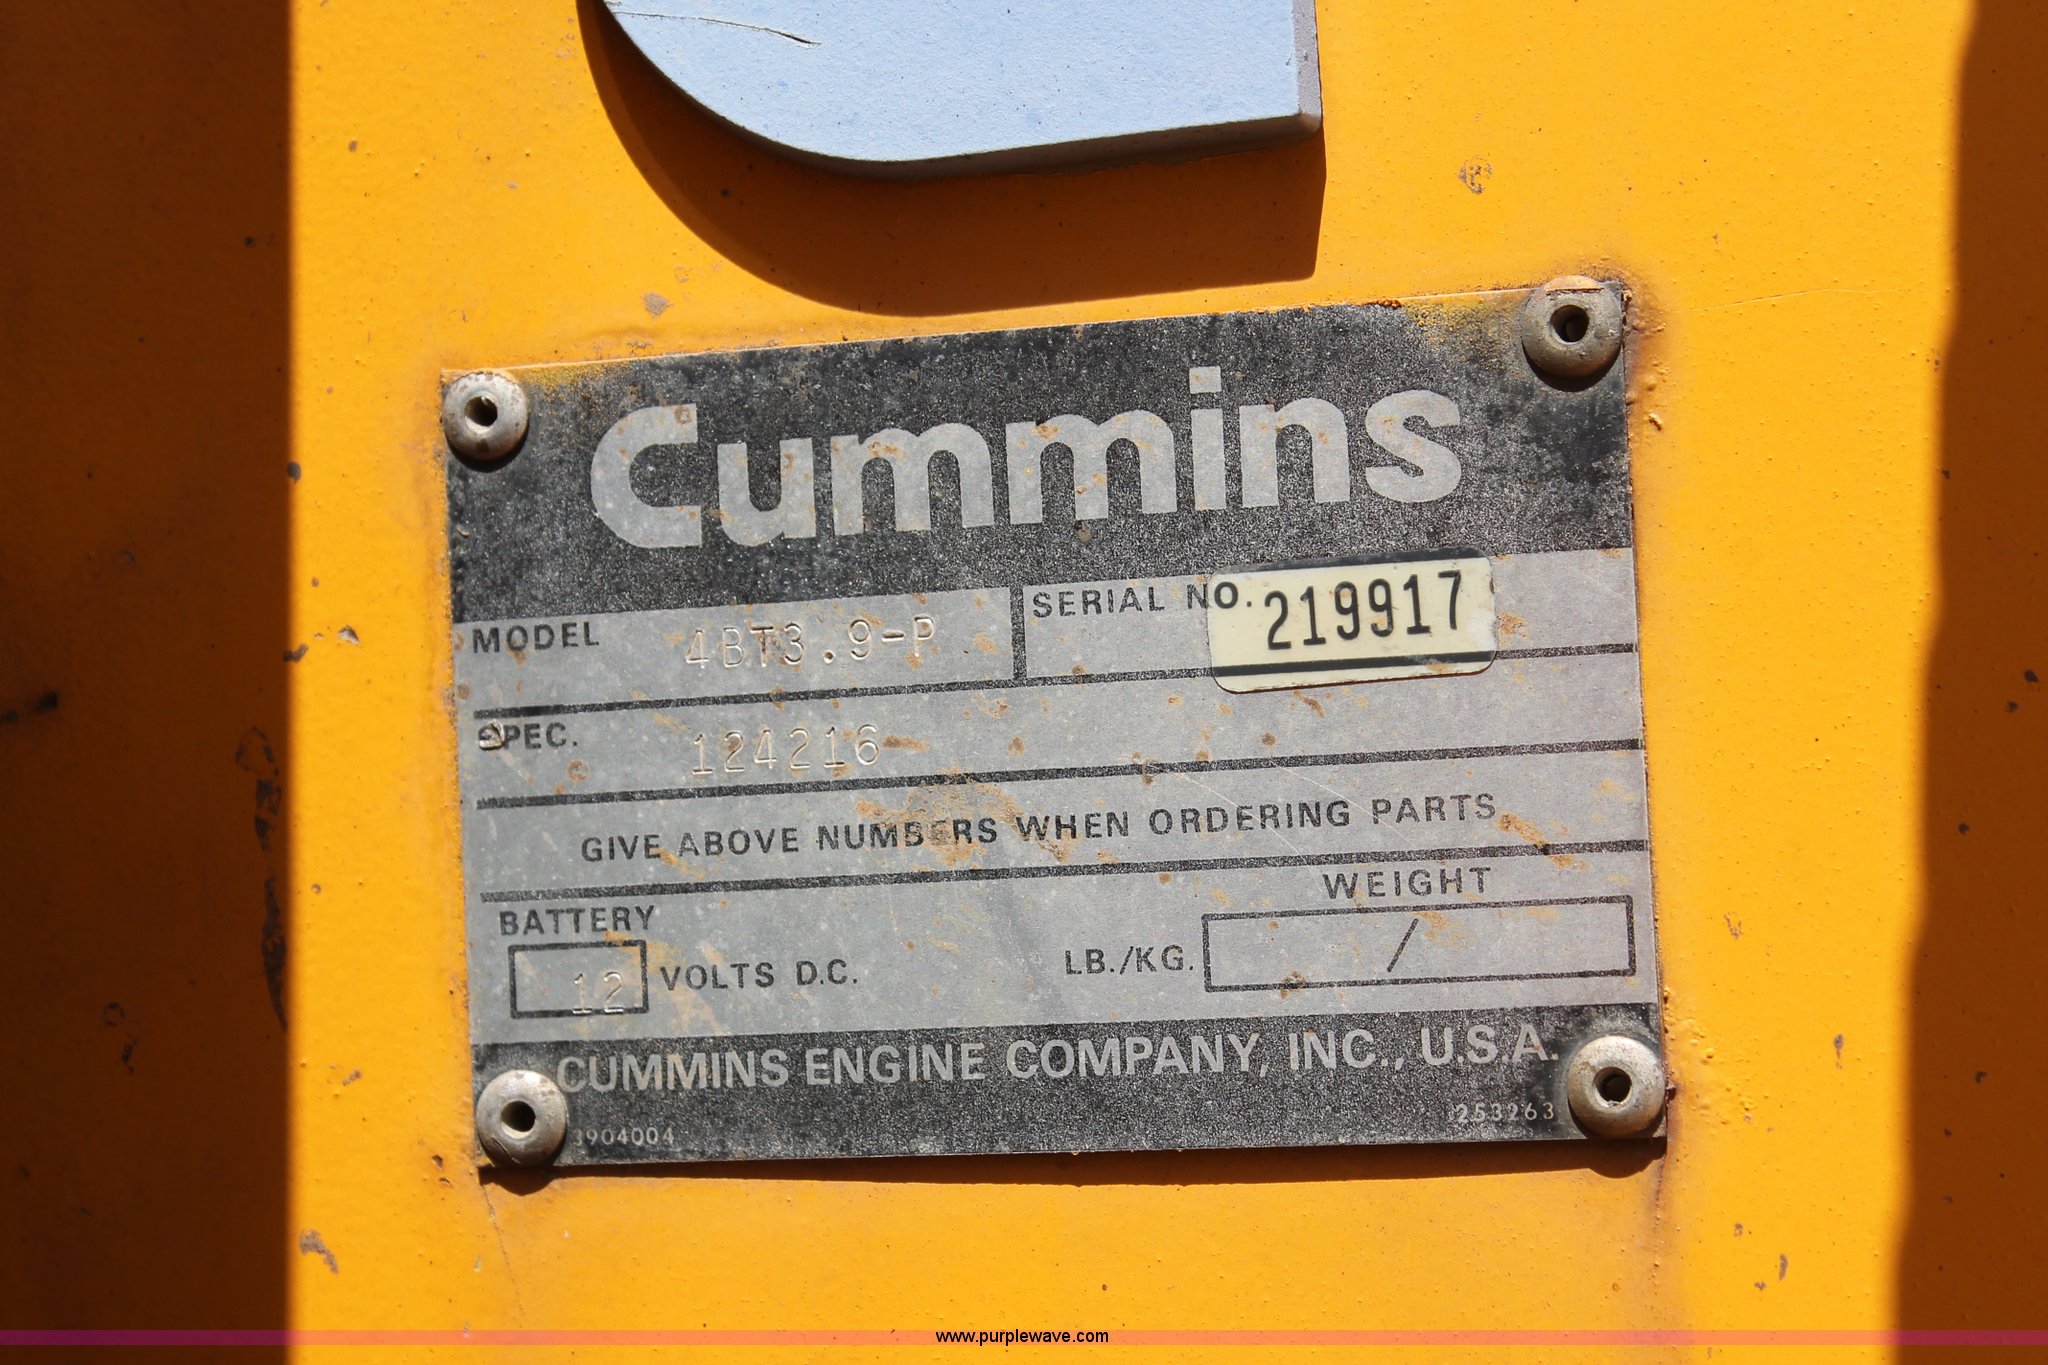 Cummins
MODEL 4BT3.9-P SERIAL NO. 219917
SPEC. 124216
GIVE ABOVE NUMBERS WHEN ORDERING PARTS
BATTERY WEIGHT
12 VOLTS D.C. LB./KG. /
CUMMINS ENGINE COMPANY, INC., U.S.A.
3904004 253263
www.purplewave.com